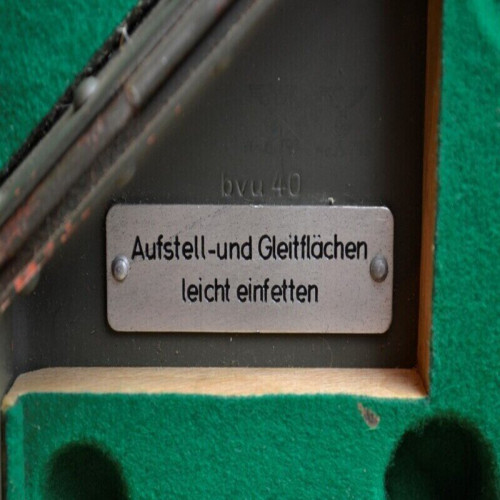 bvu 40
Aufstell-und Gleitflächen
leicht einfetten